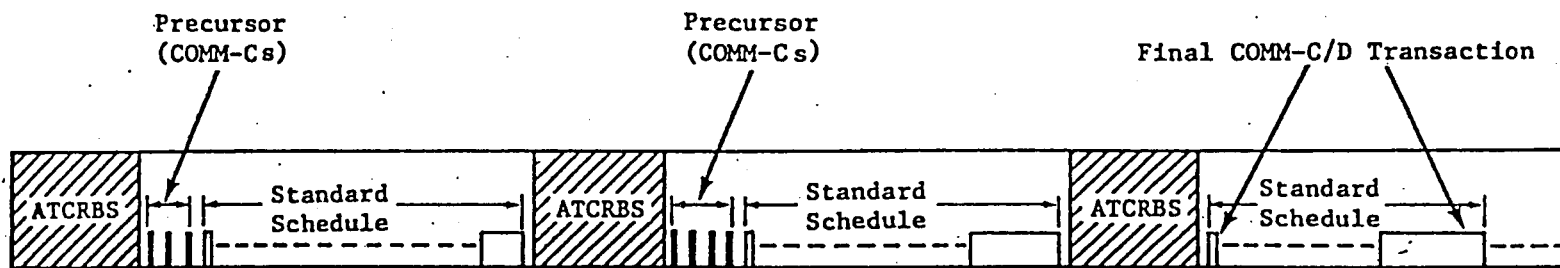 Precursor
(COMM-Cs)
Precursor
(COMM-Cs)
Final COMM-C/D Transaction
ATCRBS
Standard
Schedule
ATCRBS
Standard
Schedule
ATCRBS
Standard
Schedule